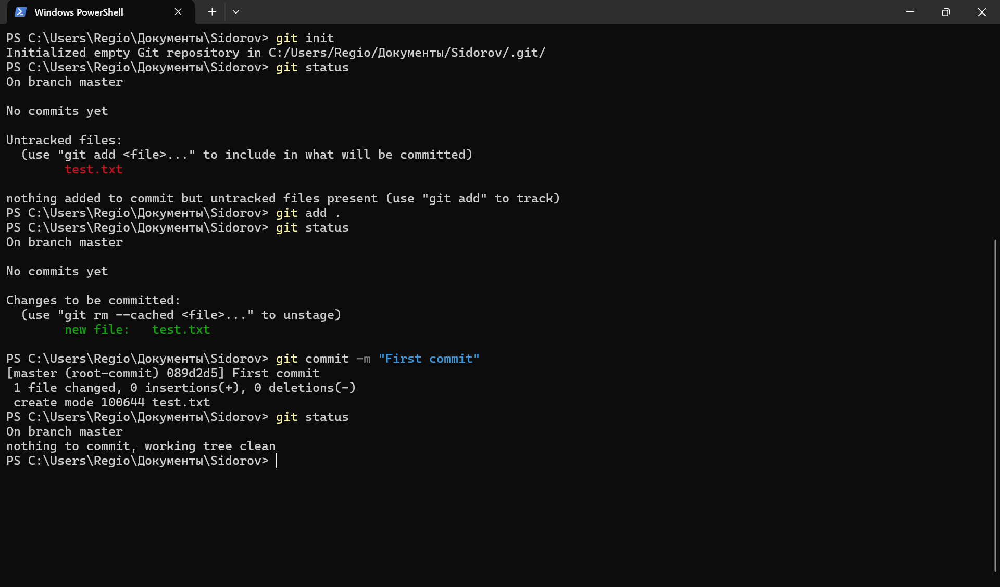 Windows PowerShell
PS C:\Users\Regio\Документы\Sidorov> git init
Initialized empty Git repository in C:/Users/Regio/Документы/Sidorov/.git/
PS C:\Users\Regio\Документы\Sidorov> git status
On branch master
No commits yet
Untracked files:
  (use "git add <file>..." to include in what will be committed)
        test.txt
nothing added to commit but untracked files present (use "git add" to track)
PS C:\Users\Regio\Документы\Sidorov> git add .
PS C:\Users\Regio\Документы\Sidorov> git status
On branch master
No commits yet
Changes to be committed:
  (use "git rm --cached <file>..." to unstage)
        new file:   test.txt
PS C:\Users\Regio\Документы\Sidorov> git commit -m "First commit"
[master (root-commit) 089d2d5] First commit
 1 file changed, 0 insertions(+), 0 deletions(-)
 create mode 100644 test.txt
PS C:\Users\Regio\Документы\Sidorov> git status
On branch master
nothing to commit, working tree clean
PS C:\Users\Regio\Документы\Sidorov>